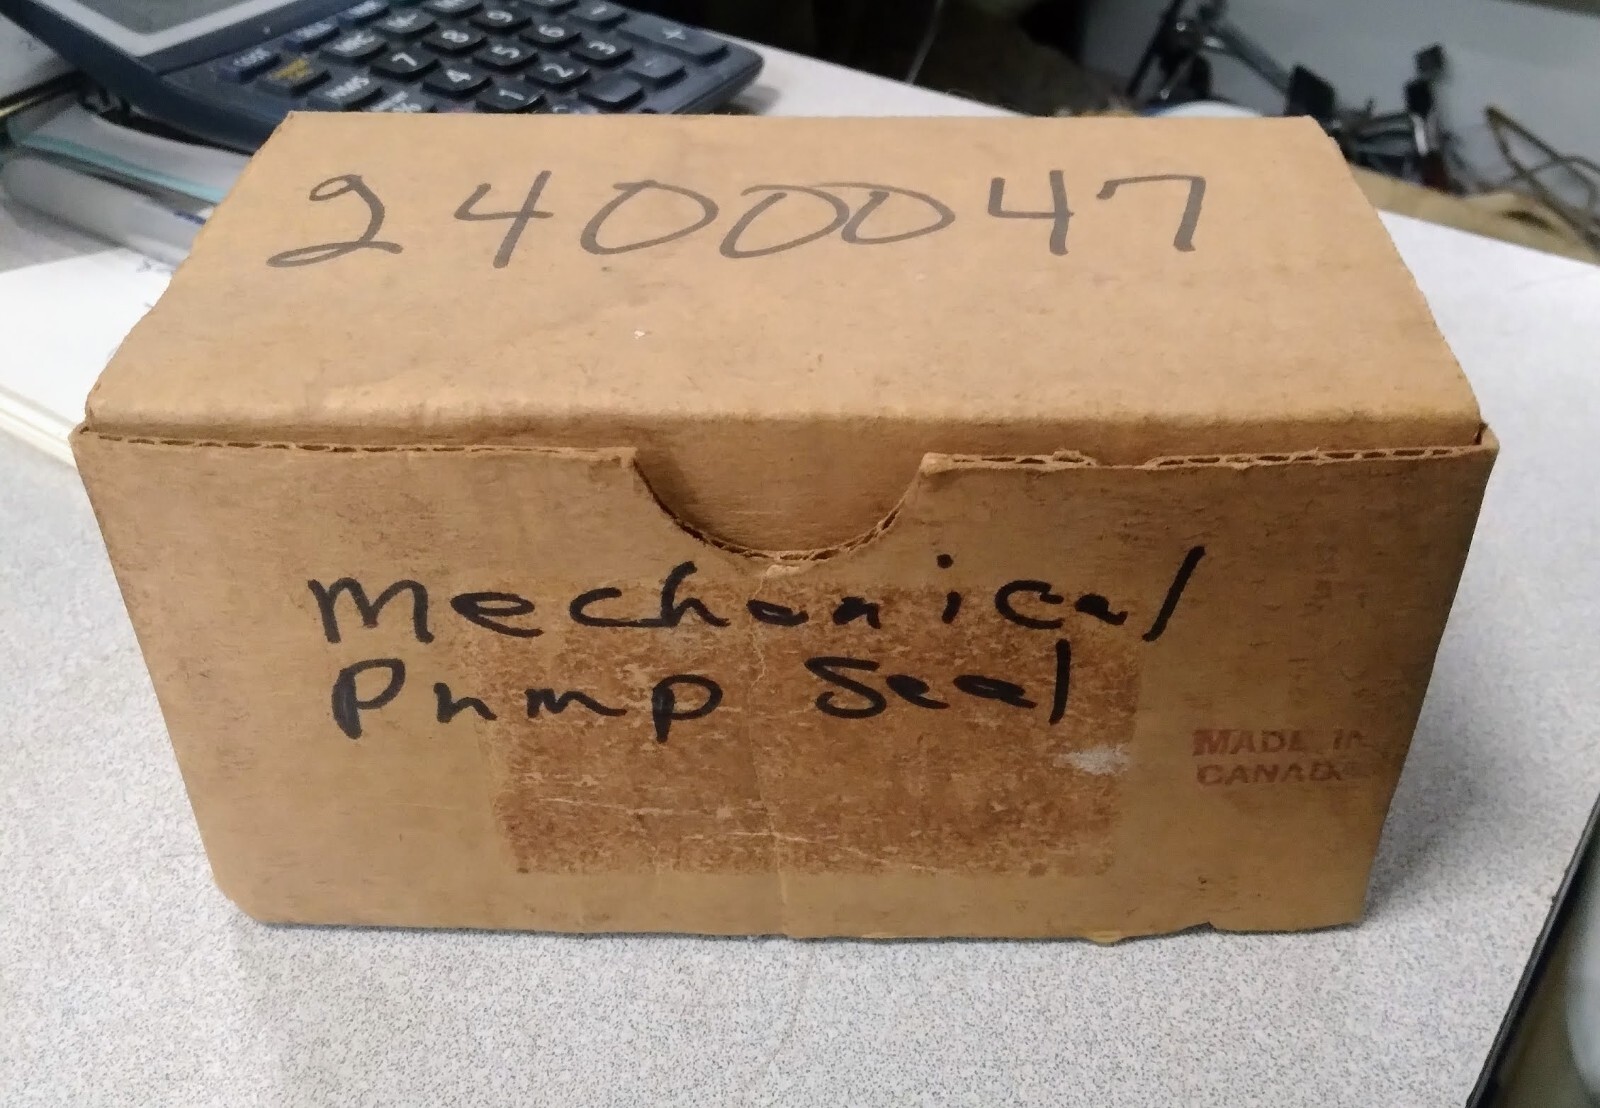 2400047
Mechanical
Pump Seal
MADE IN
CANADA